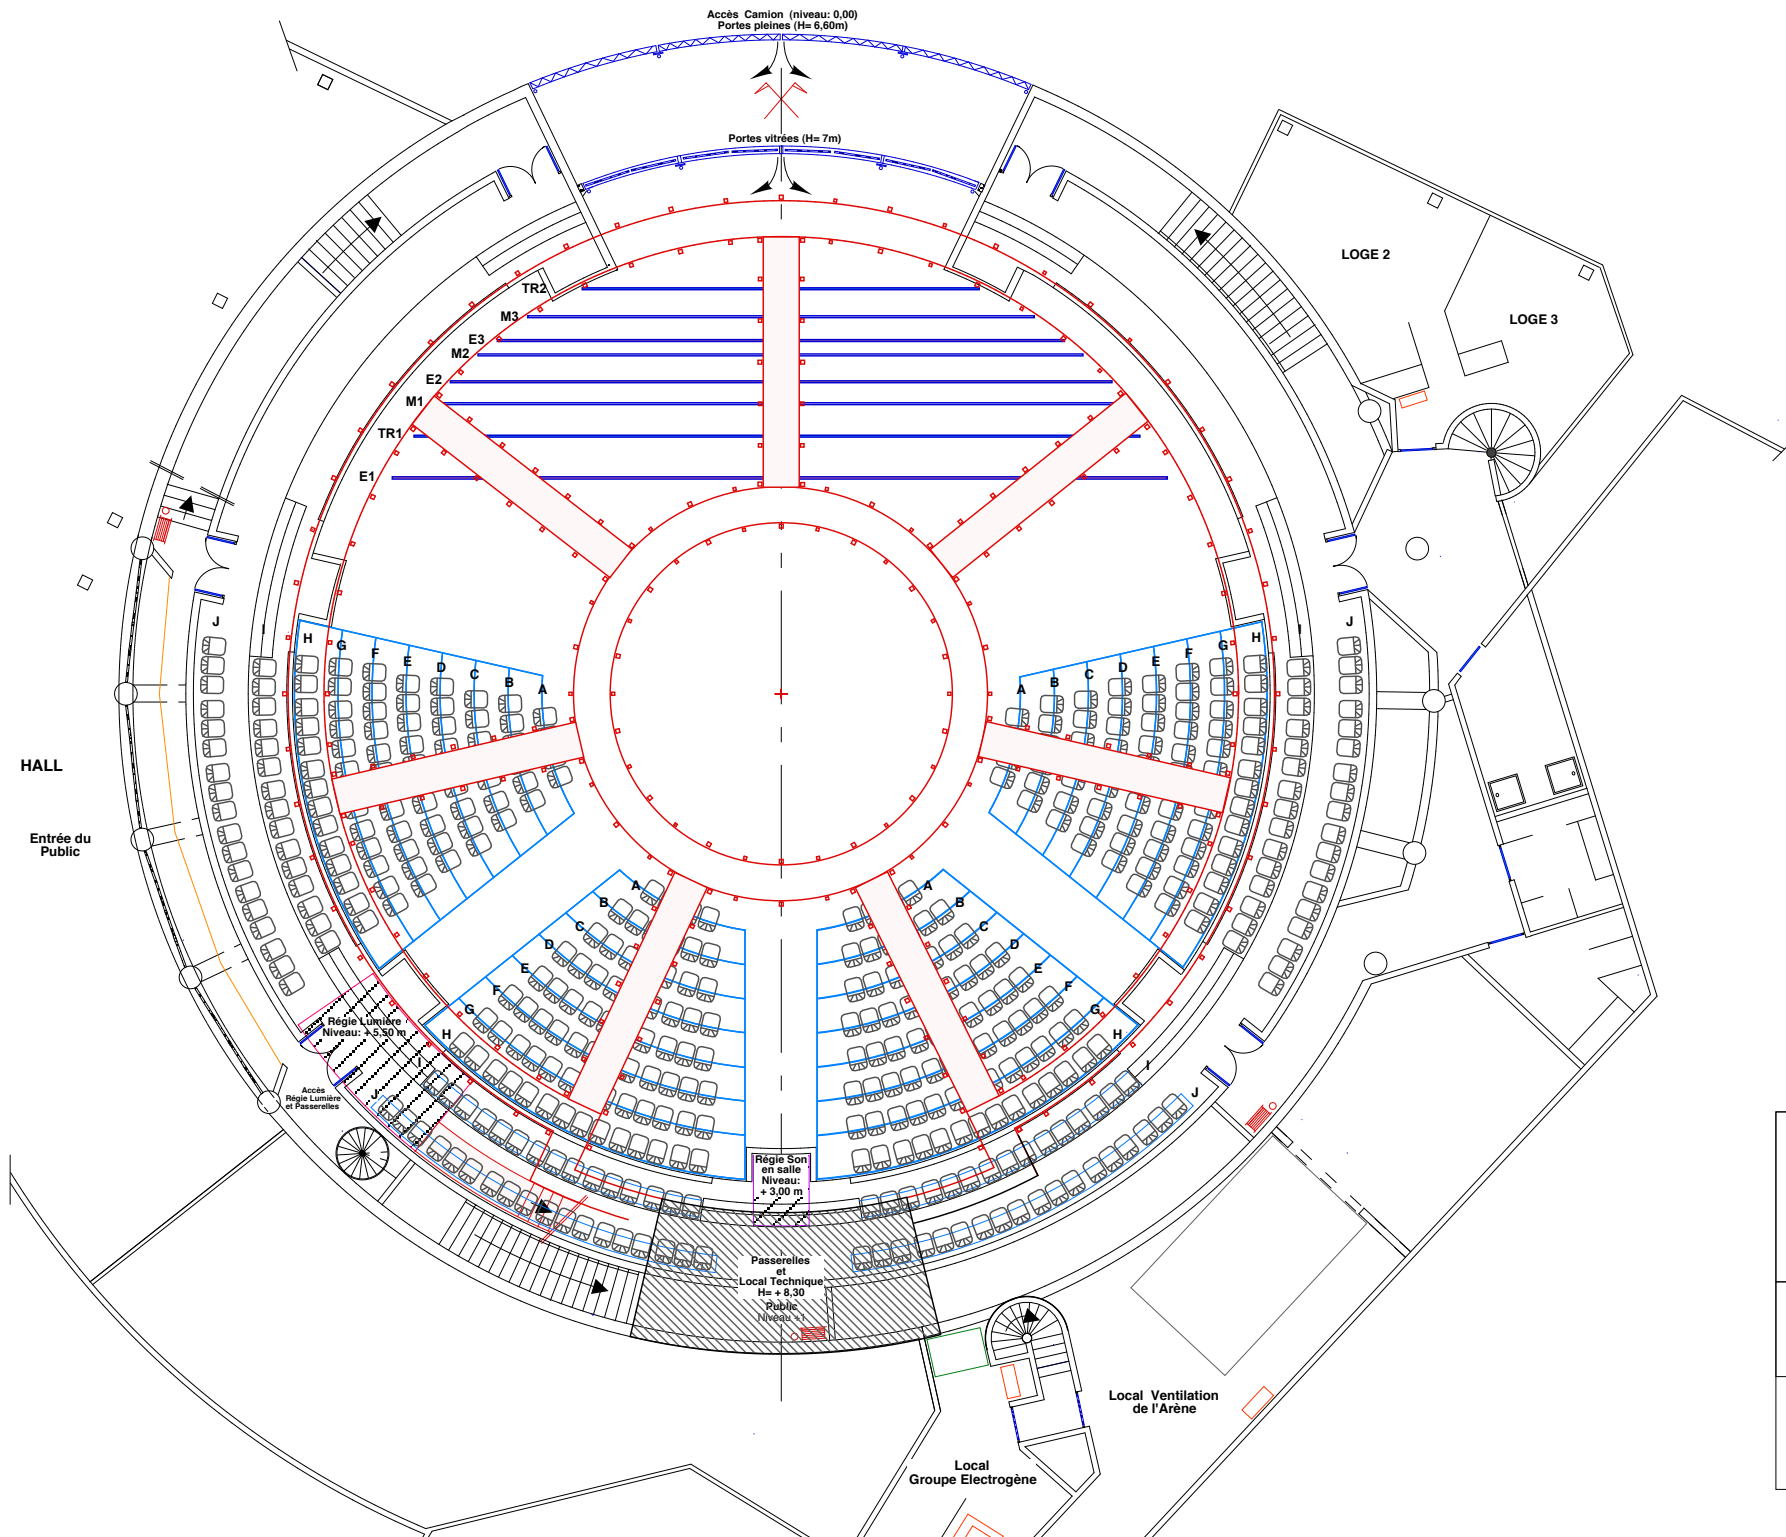 Accès Camion (niveau: 0,00)
Portes pleines (H= 6,60m)
Portes vitrées (H= 7m)
LOGE 2
LOGE 3
TR2
M3
E3
M2
E2
M1
TR1
E1
J
I
H
G
F
E
D
C
B
A
A
B
C
D
E
F
G
H
I
J
HALL
Entrée du
Public
A
B
C
D
E
F
G
H
J
A
B
C
D
E
F
G
H
I
J
Régie Lumière
Niveau: + 5,50 m
Accès
Régie Lumière
et Passerelles
Régie Son
en salle
Niveau:
+ 3,00 m
Passerelles
et
Local Technique
H= + 8,30
Public
Niveau +1
Local Ventilation
de l'Arène
Local
Groupe Electrogène